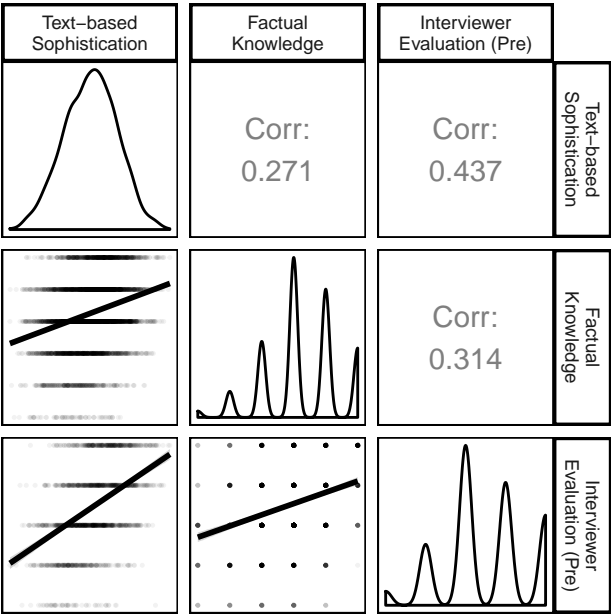 Text−based
Sophistication
Factual
Knowledge
Interviewer
Evaluation (Pre)
Corr:
0.271
Corr:
0.437
Text−based
Sophistication
Corr:
0.314
Factual
Knowledge
Interviewer
Evaluation (Pre)